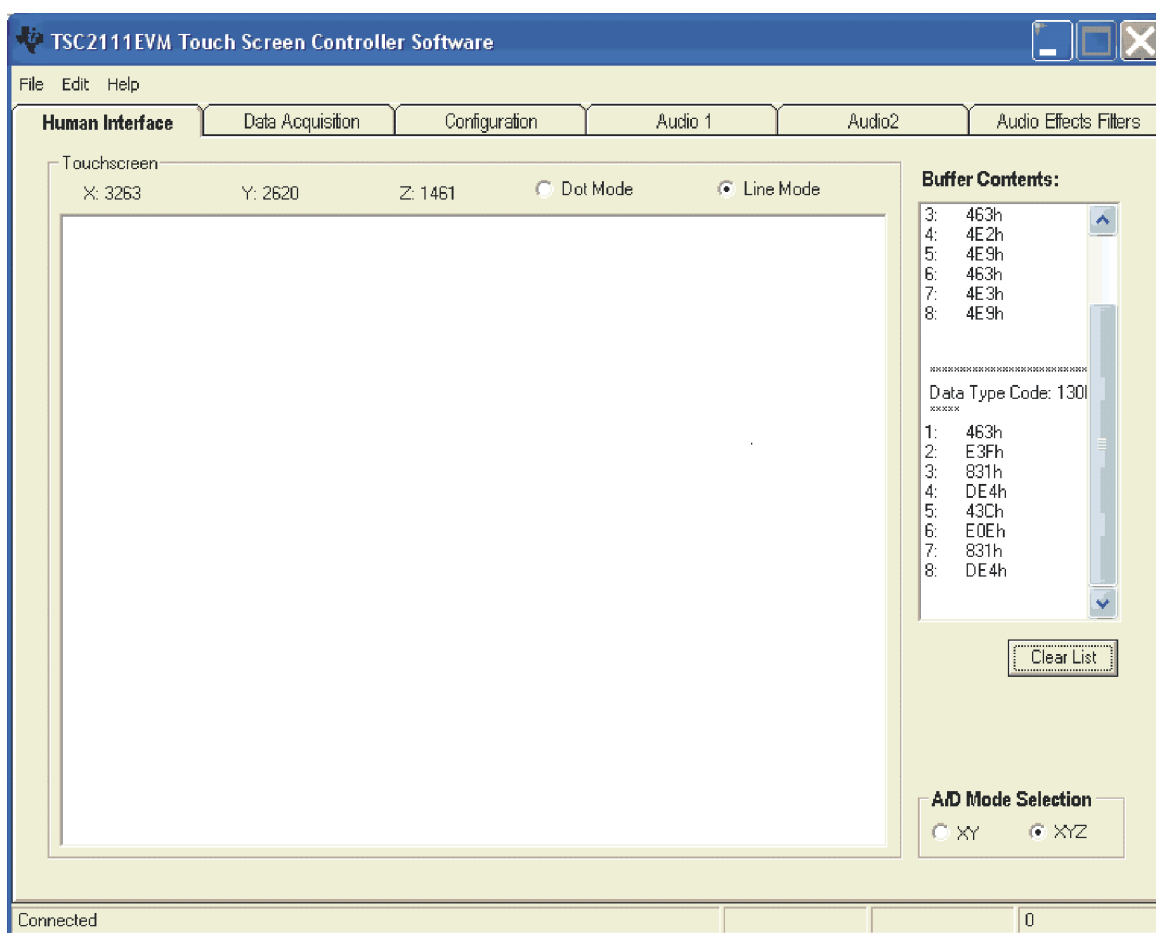 TSC2111EVM Touch Screen Controller Software
File Edit Help
Human Interface Data Acquisition Configuration Audio 1 Audio2 Audio Effects Filters
Touchscreen
X: 3263 Y: 2620 Z: 1461 Dot Mode Line Mode
Buffer Contents:
3: 463h
4: 4E2h
5: 4E9h
6: 463h
7: 4E3h
8: 4E9h
**************************
Data Type Code: 130
*****
1: 463h
2: E3Fh
3: 831h
4: DE4h
5: 43Ch
6: E0Eh
7: 831h
8: DE4h
Clear List
A/D Mode Selection
XY XYZ
Connected 0